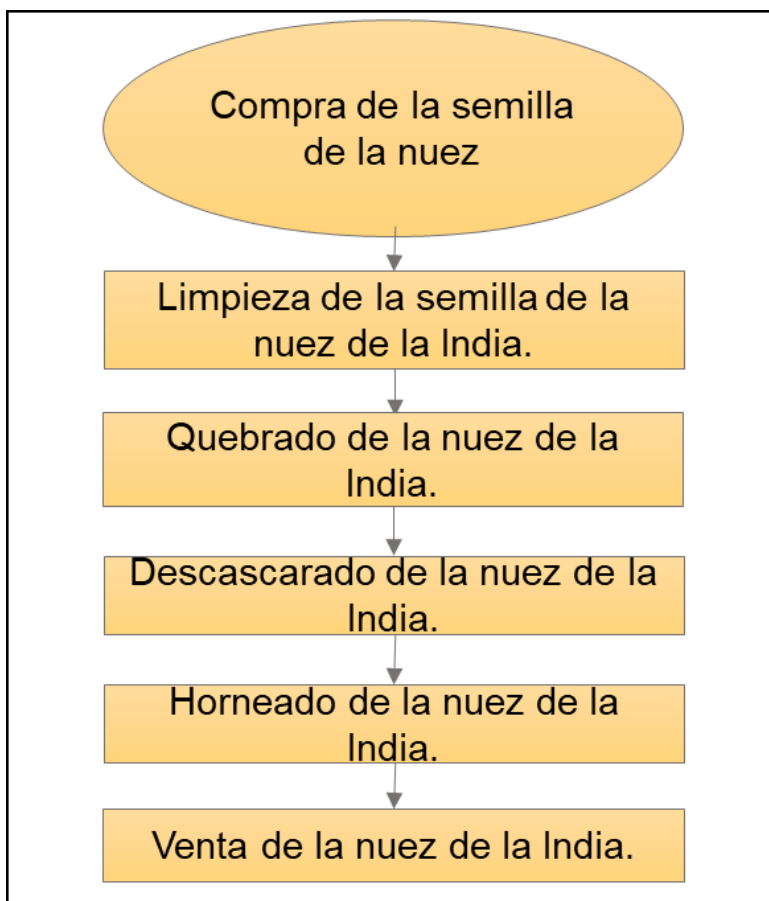 Compra de la semilla
de la nuez
Limpieza de la semilla de la
nuez de la India.
Quebrado de la nuez de la
India.
Descascarado de la nuez de la
India.
Horneado de la nuez de la
India.
Venta de la nuez de la India.